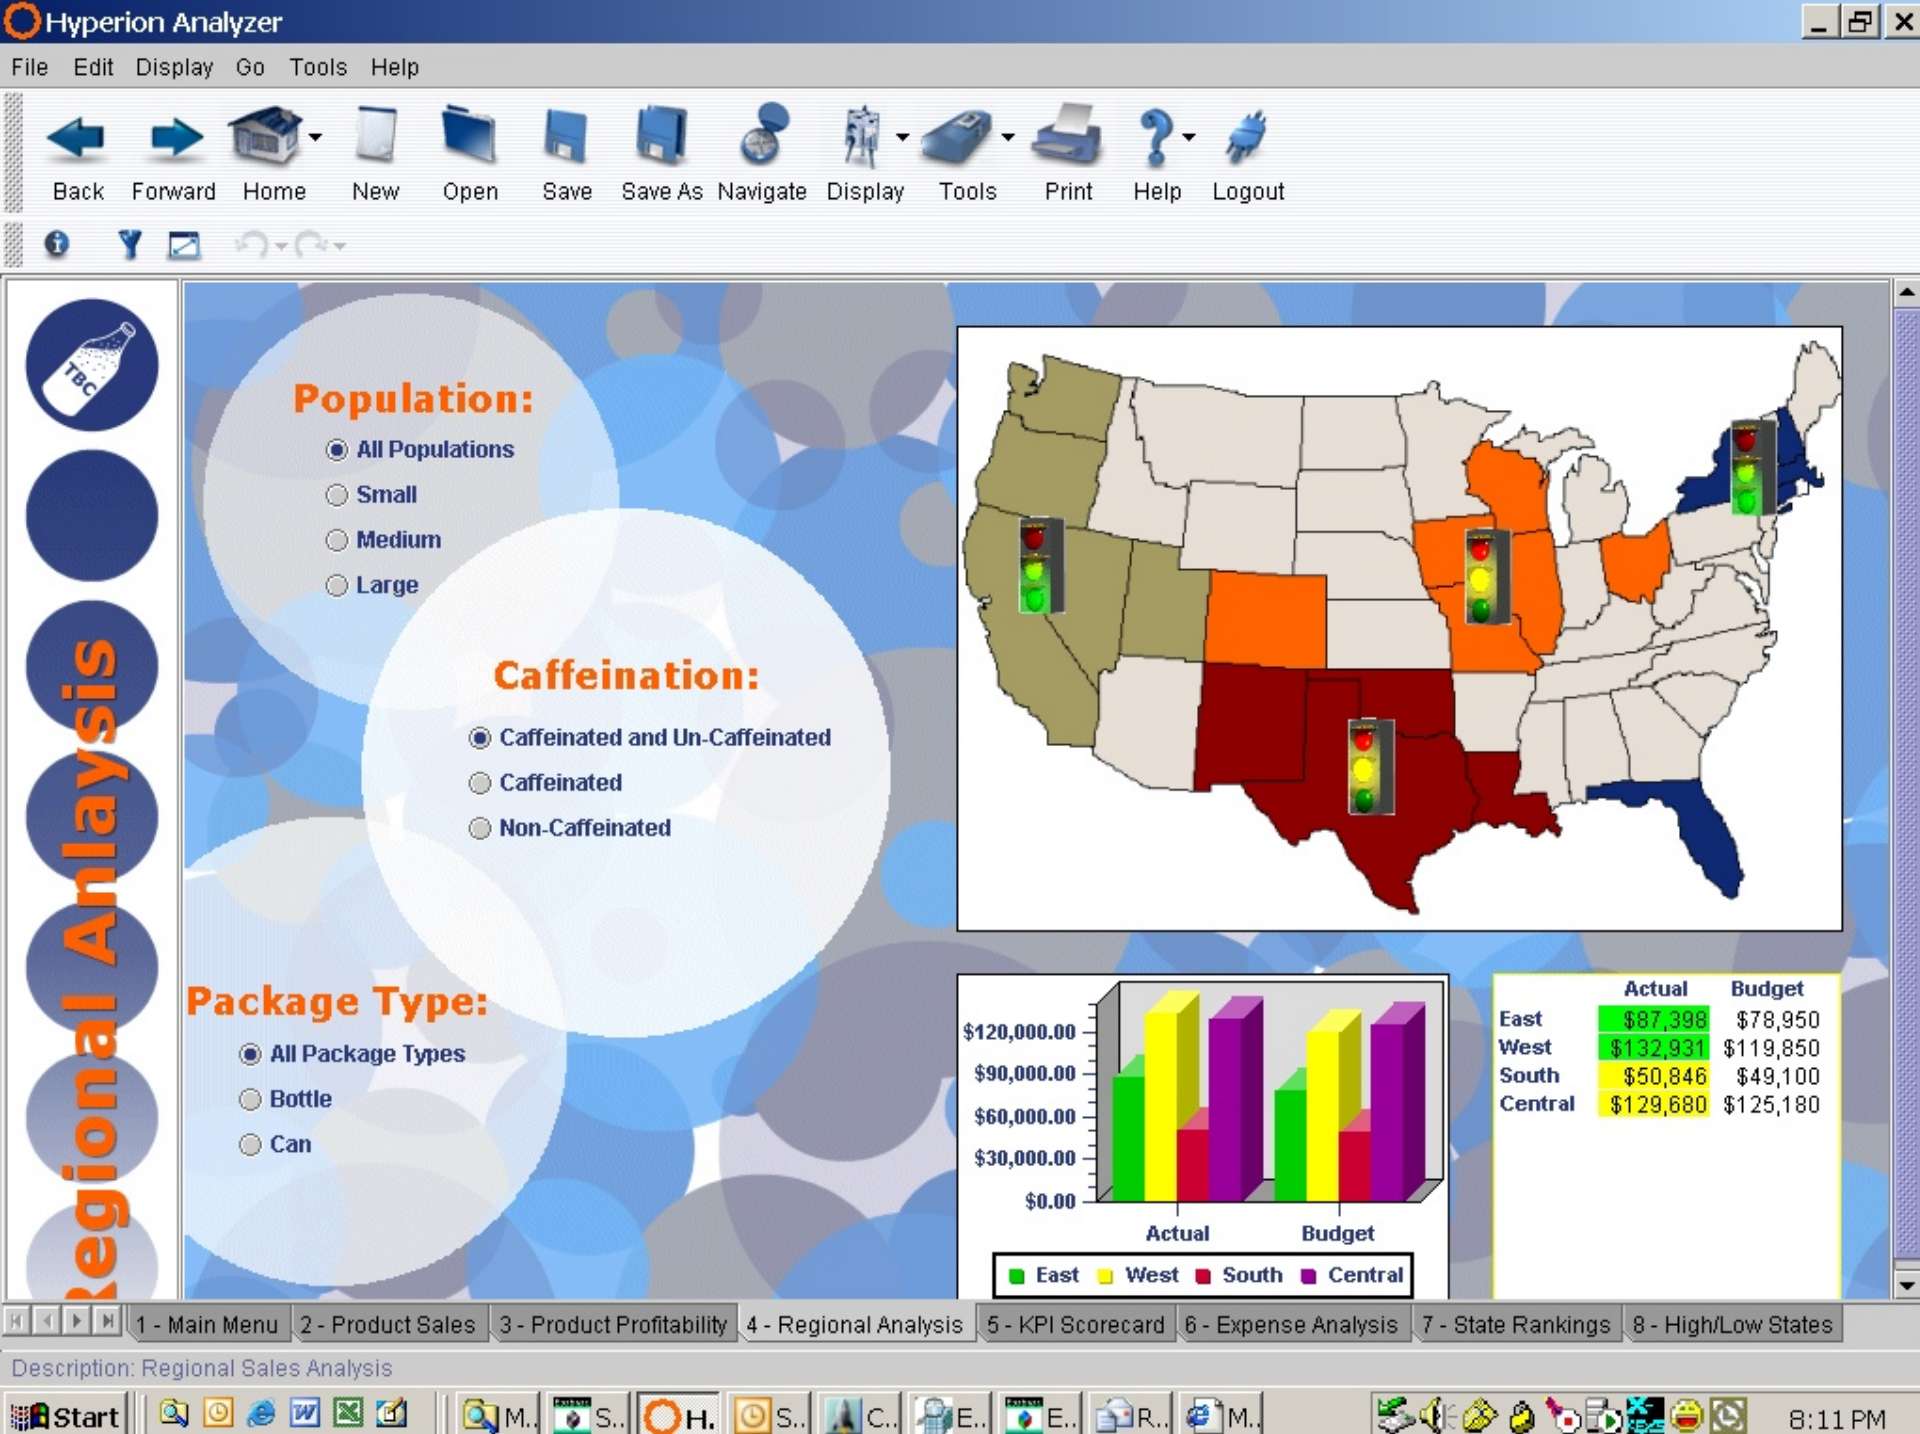 Hyperion Analyzer
File Edit Display Go Tools Help
Back Forward Home New Open Save Save As Navigate Display Tools Print Help Logout
TBC
Regional Anlaysis
Population:
All Populations
Small
Medium
Large
Caffeination:
Caffeinated and Un-Caffeinated
Caffeinated
Non-Caffeinated
Package Type:
All Package Types
Bottle
Can
$120,000.00
$90,000.00
$60,000.00
$30,000.00
$0.00
Actual Budget
East West South Central
Actual Budget
East $87,398 $78,950
West $132,931 $119,850
South $50,846 $49,100
Central $129,680 $125,180
1 - Main Menu 2 - Product Sales 3 - Product Profitability 4 - Regional Analysis 5 - KPI Scorecard 6 - Expense Analysis 7 - State Rankings 8 - High/Low States
Description: Regional Sales Analysis
Start M.. S.. H. S.. C.. E.. E.. R.. M.. 8:11 PM